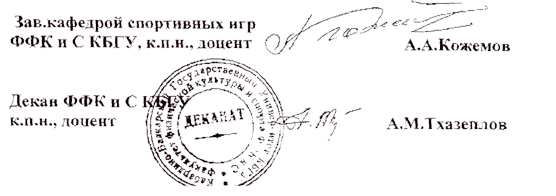 Зав.кафедрой спортивных игр
ФФК и С КБГУ, к.п.н., доцент А.А.Кожемов
Декан ФФК и С КБГУ
к.п.н., доцент А.М.Тхазеплов
ДЕКАНАТ